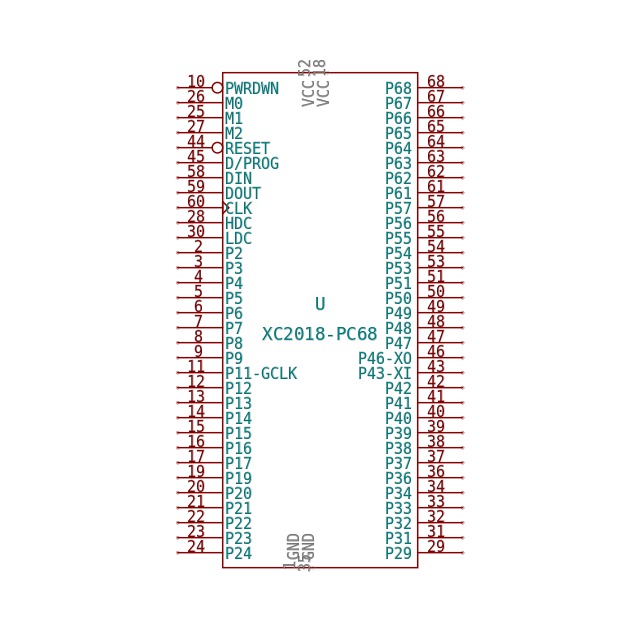 52 18
VCC VCC
10 PWRDWN P68 68
26 M0 P67 67
25 M1 P66 66
27 M2 P65 65
44 RESET P64 64
45 D/PROG P63 63
58 DIN P62 62
59 DOUT P61 61
60 CLK P57 57
28 HDC P56 56
30 LDC P55 55
2 P2 P54 54
3 P3 P53 53
4 P4 P51 51
5 P5 P50 50
6 P6 P49 49
7 P7 P48 48
8 P8 P47 47
9 P9 P46-XO 46
11 P11-GCLK P43-XI 43
12 P12 P42 42
13 P13 P41 41
14 P14 P40 40
15 P15 P39 39
16 P16 P38 38
17 P17 P37 37
19 P19 P36 36
20 P20 P34 34
21 P21 P33 33
22 P22 P32 32
23 P23 P31 31
24 P24 P29 29
U
XC2018-PC68
GND GND
1 35